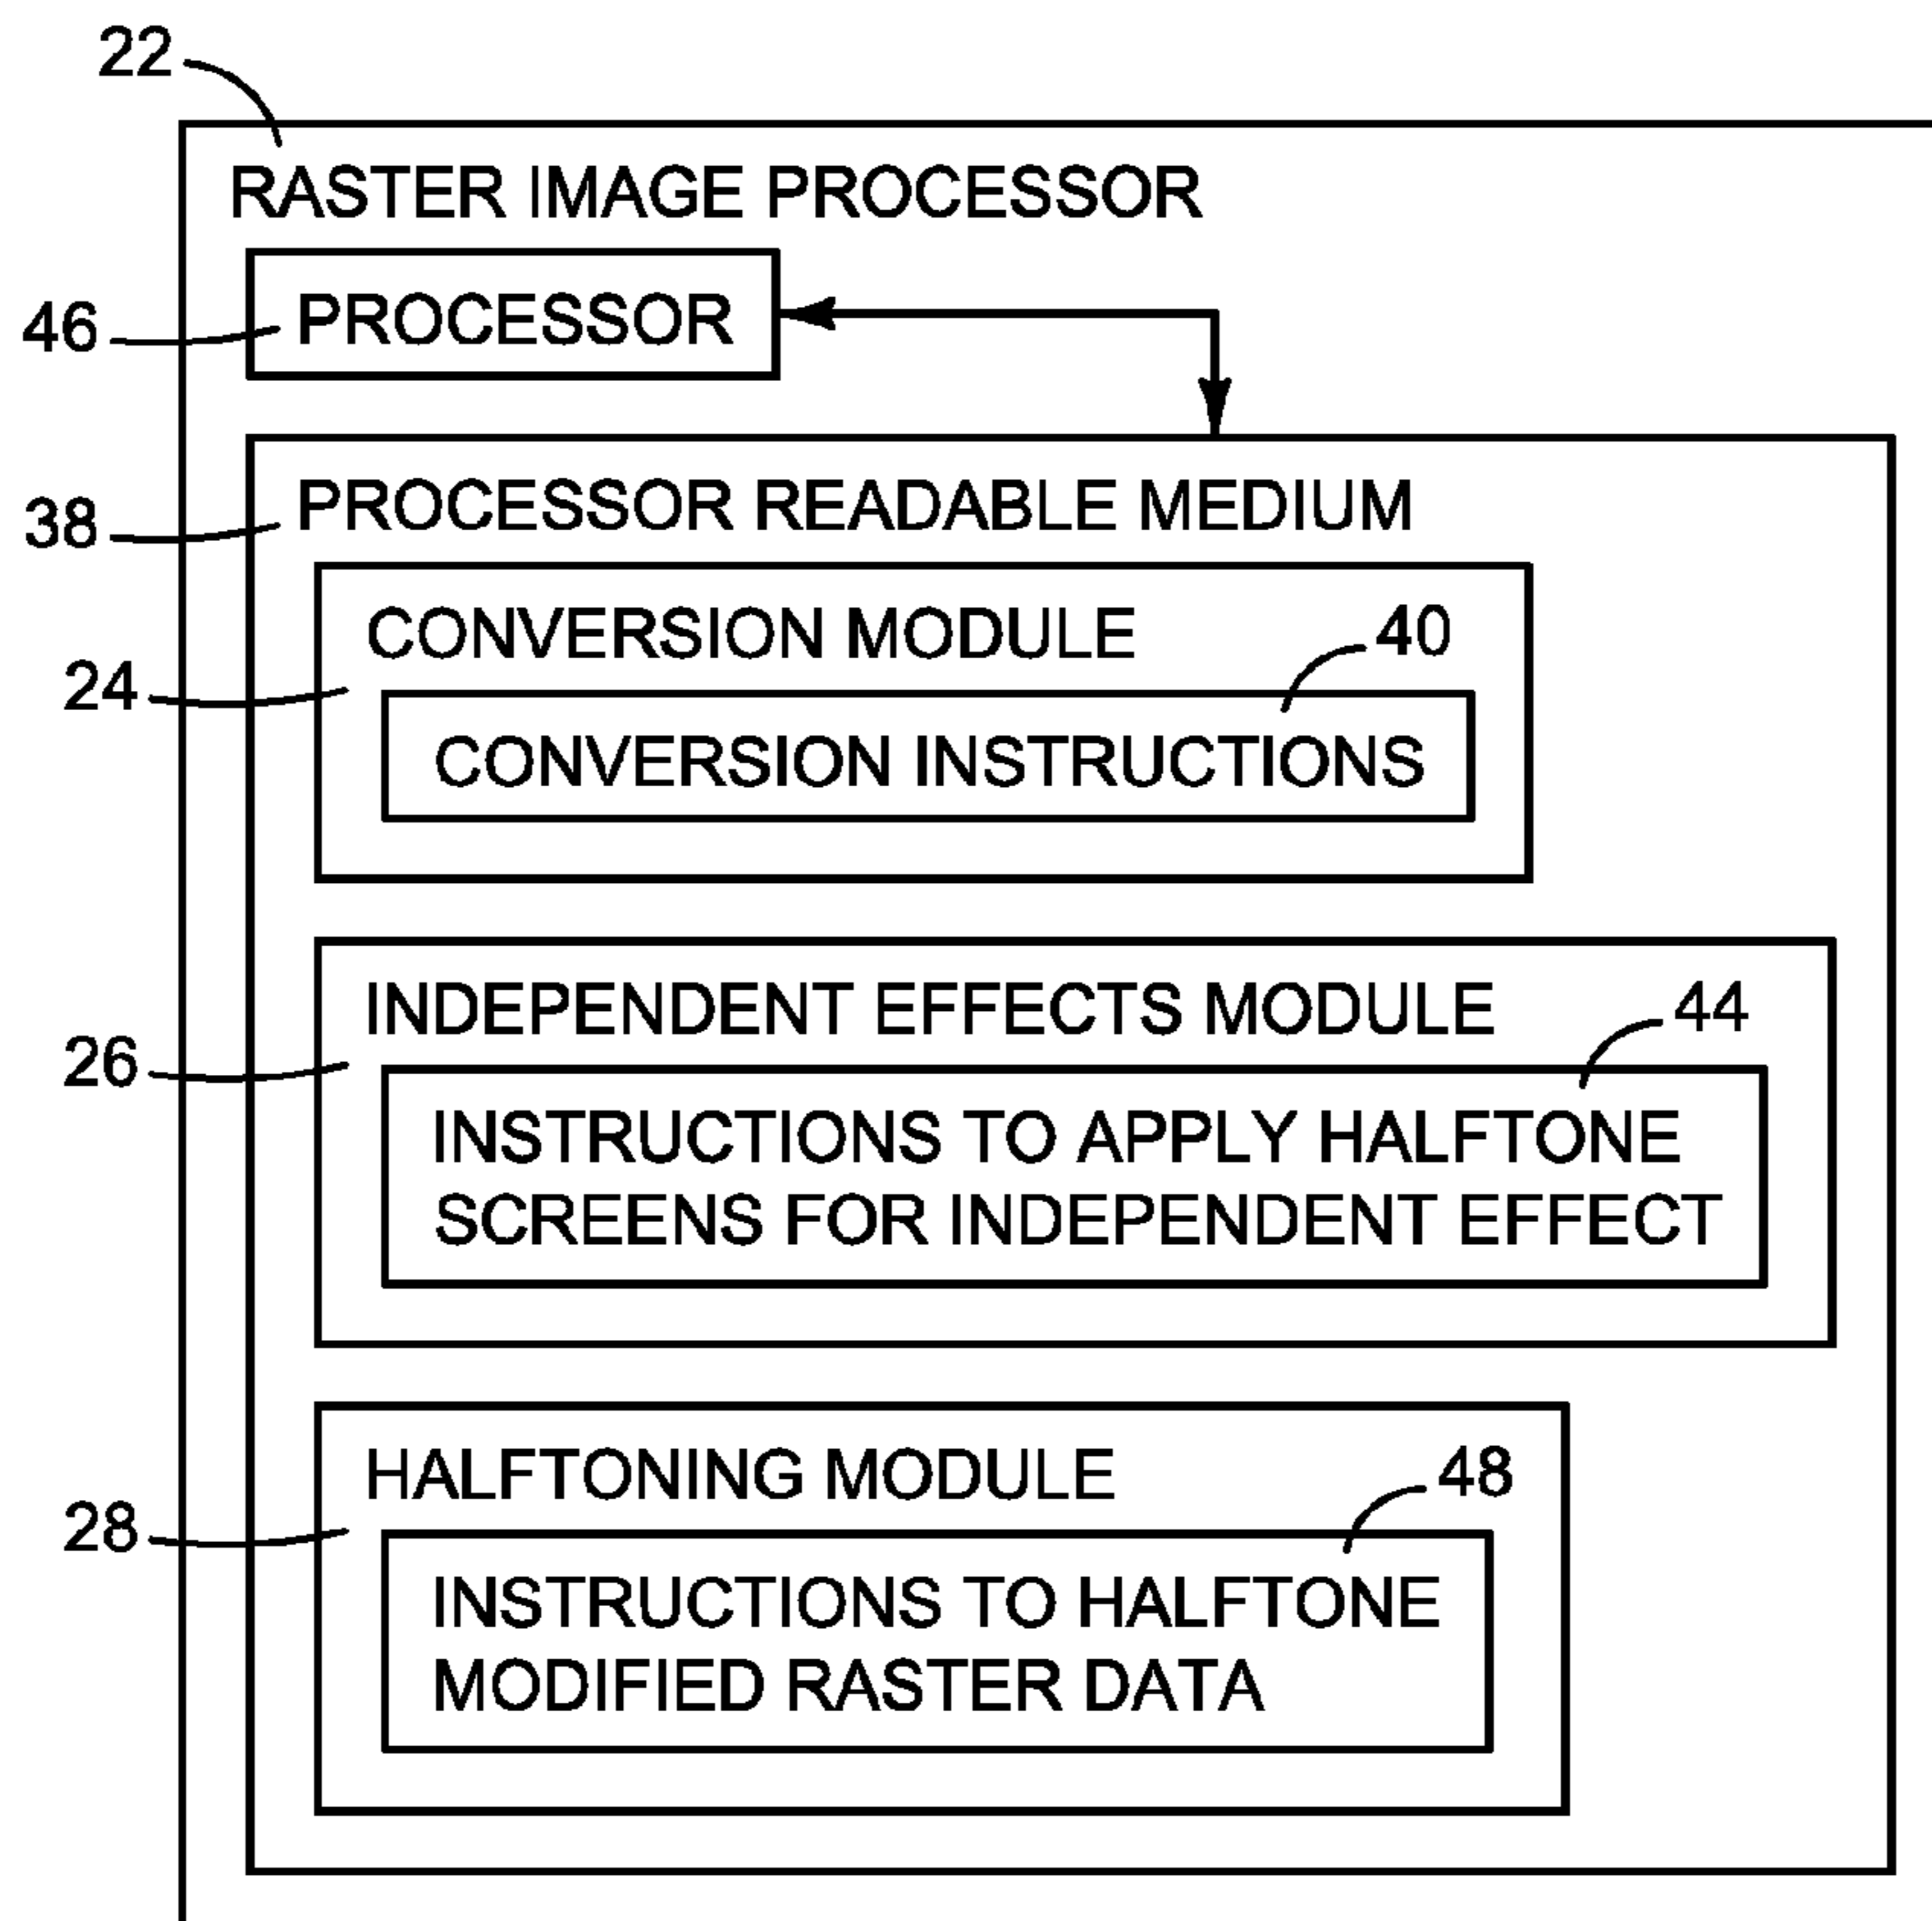 22
RASTER IMAGE PROCESSOR
46
PROCESSOR
38
PROCESSOR READABLE MEDIUM
CONVERSION MODULE
40
24
CONVERSION INSTRUCTIONS
INDEPENDENT EFFECTS MODULE
44
26
INSTRUCTIONS TO APPLY HALFTONE
SCREENS FOR INDEPENDENT EFFECT
HALFTONING MODULE
48
28
INSTRUCTIONS TO HALFTONE
MODIFIED RASTER DATA